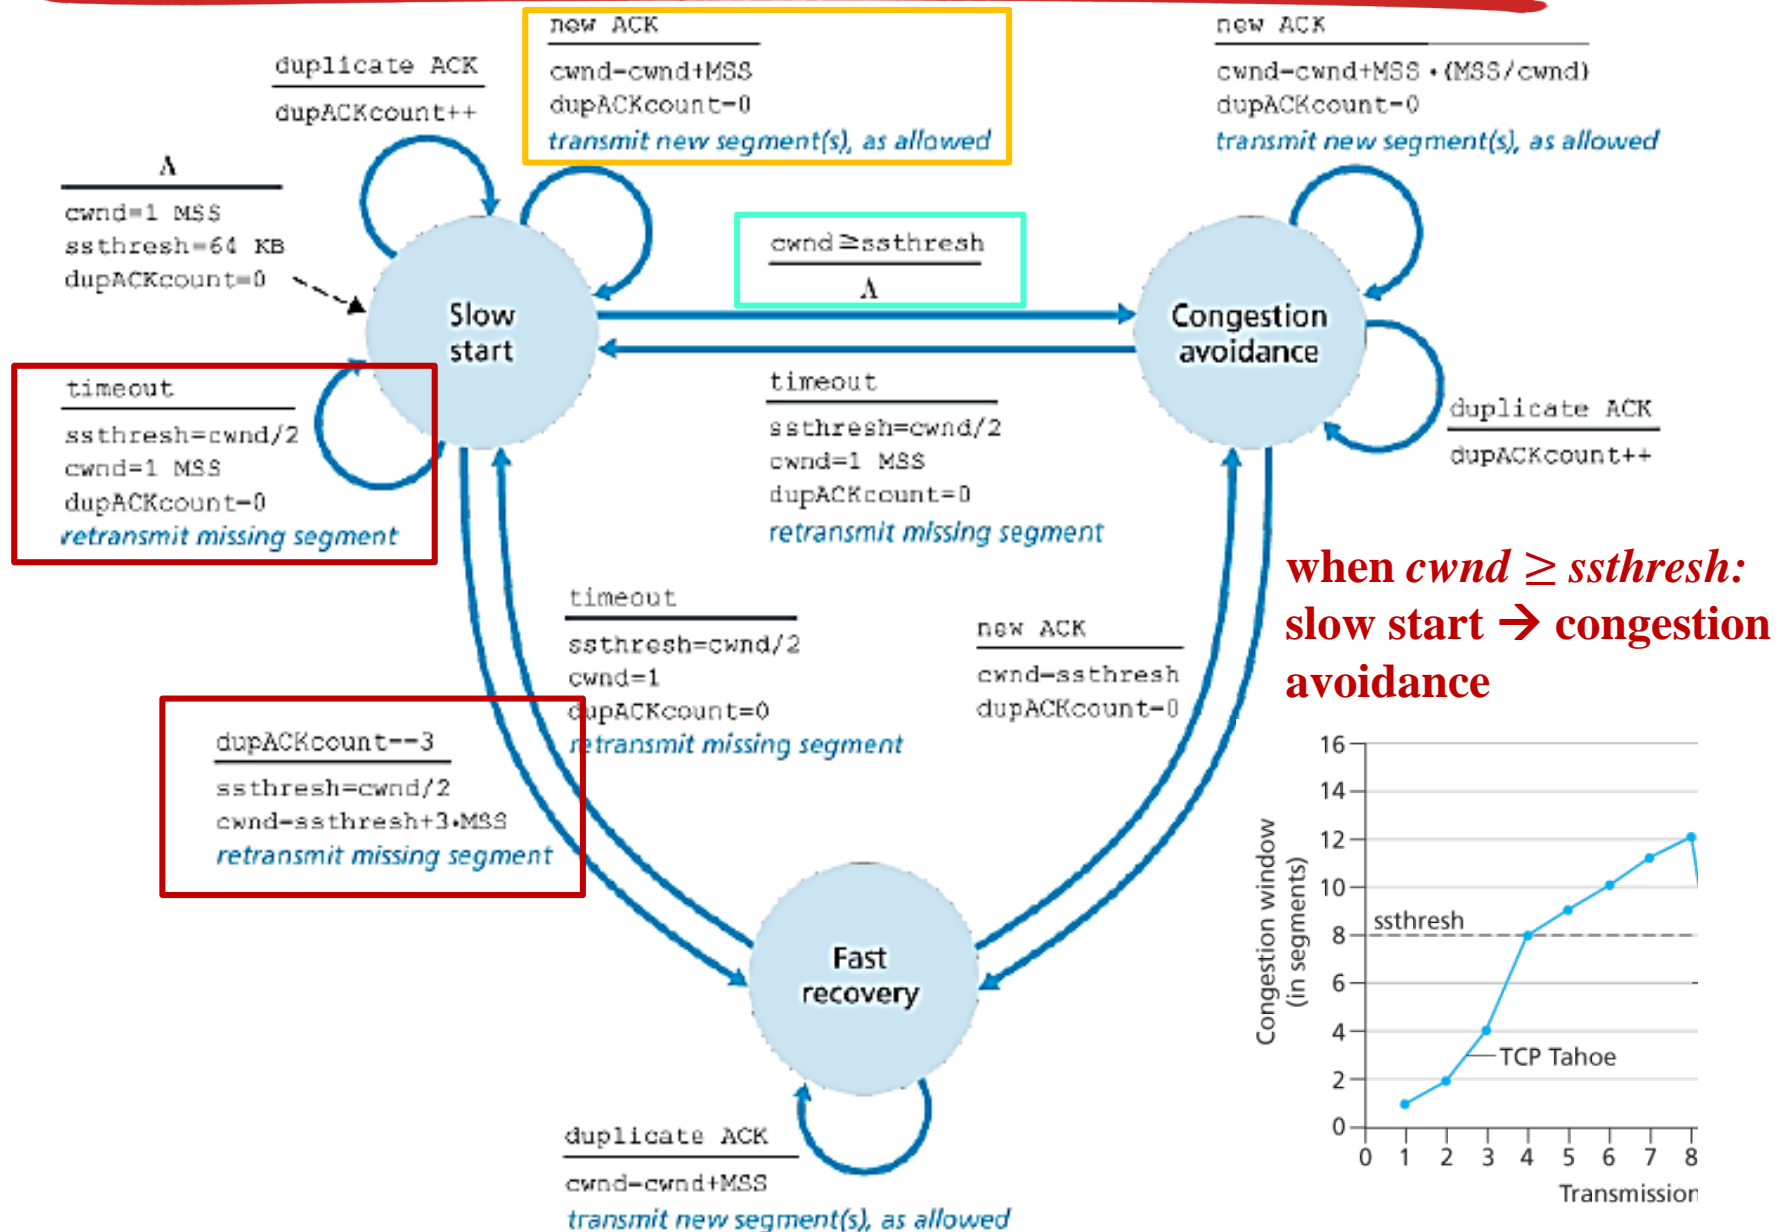 new ACK
cwnd=cwnd+MSS
dupACKcount=0
transmit new segment(s), as allowed
new ACK
cwnd=cwnd+MSS •(MSS/cwnd)
dupACKcount=0
transmit new segment(s), as allowed
duplicate ACK
dupACKcount++
Λ
cwnd=1 MSS
ssthresh=64 KB
dupACKcount=0
cwnd≥ssthresh
Λ
Slow
start
Congestion
avoidance
timeout
ssthresh=cwnd/2
cwnd=1 MSS
dupACKcount=0
retransmit missing segment
timeout
ssthresh=cwnd/2
cwnd=1 MSS
dupACKcount=0
retransmit missing segment
duplicate ACK
dupACKcount++
when cwnd ≥ ssthresh:
slow start → congestion
avoidance
timeout
ssthresh=cwnd/2
cwnd=1
dupACKcount=0
retransmit missing segment
new ACK
cwnd=ssthresh
dupACKcount=0
dupACKcount==3
ssthresh=cwnd/2
cwnd=ssthresh+3•MSS
retransmit missing segment
Fast
recovery
duplicate ACK
cwnd=cwnd+MSS
transmit new segment(s), as allowed
Congestion window
(in segments)
16
14
12
10
8
6
4
2
0
ssthresh
TCP Tahoe
0 1 2 3 4 5 6 7 8
Transmission